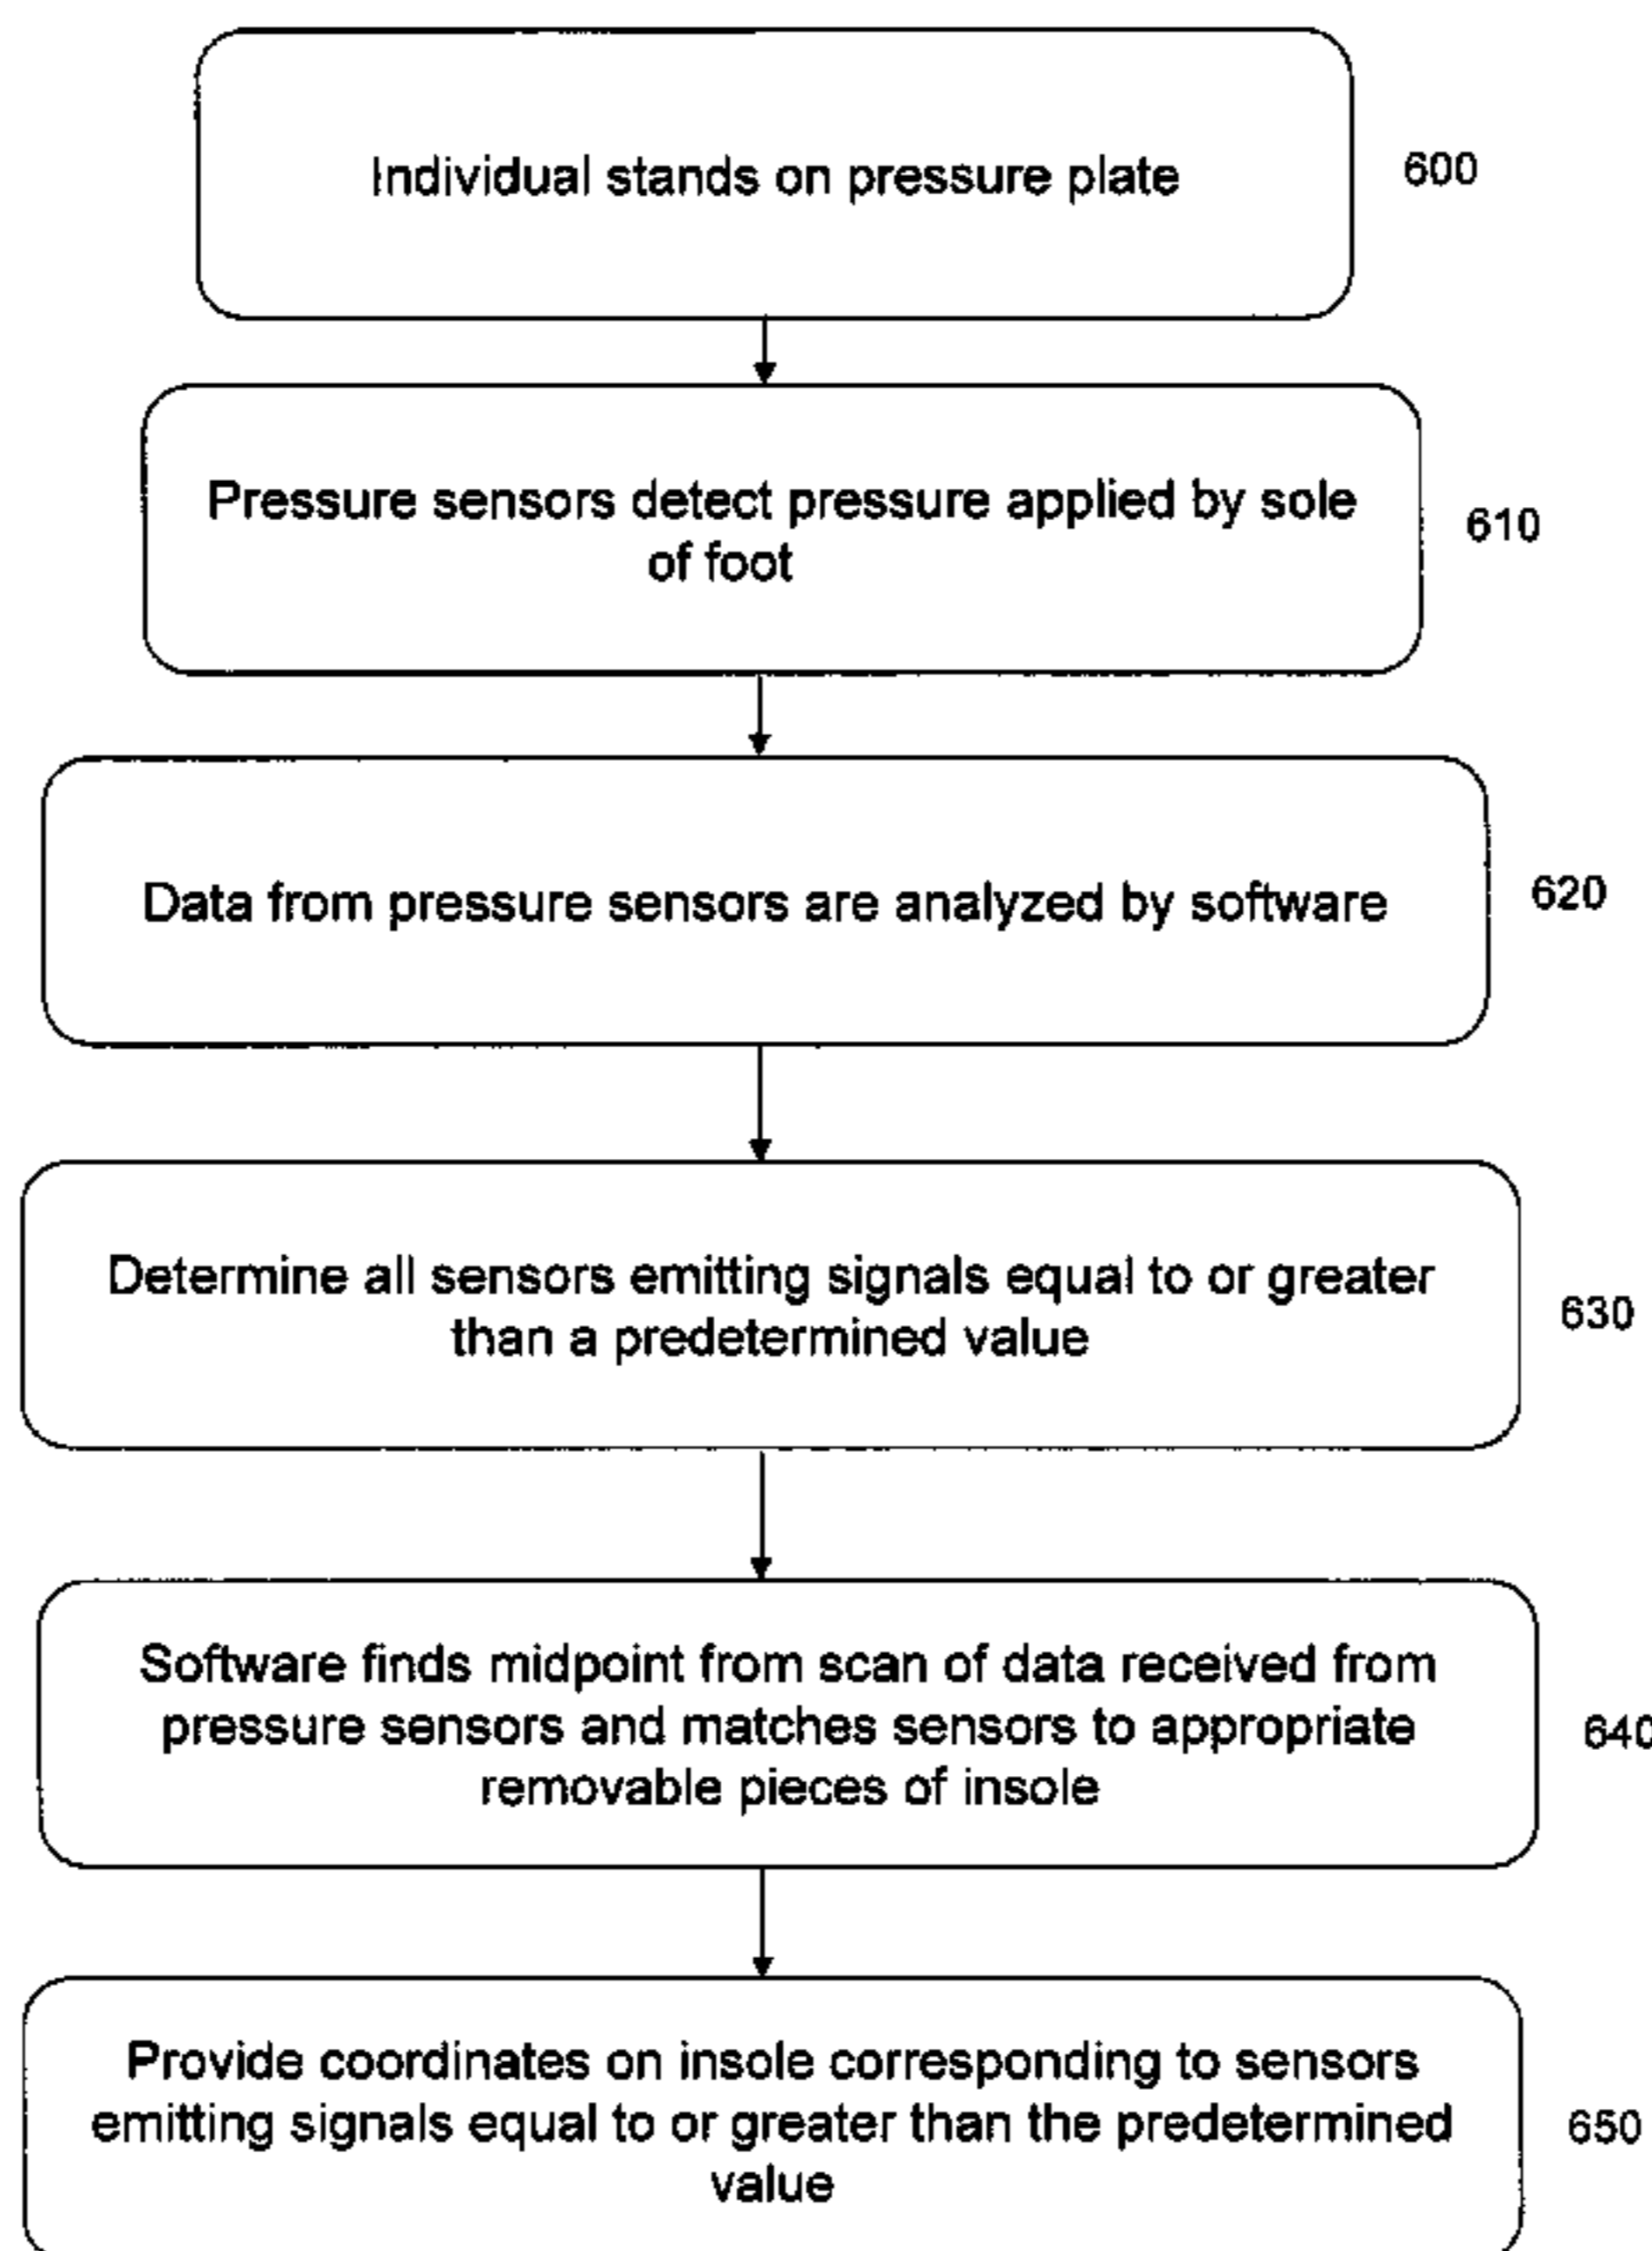 Individual stands on pressure plate
600
Pressure sensors detect pressure applied by sole
of foot
610
Data from pressure sensors are analyzed by software
620
Determine all sensors emitting signals equal to or greater
than a predetermined value
630
Software finds midpoint from scan of data received from
pressure sensors and matches sensors to appropriate
removable pieces of insole
640
Provide coordinates on insole corresponding to sensors
emitting signals equal to or greater than the predetermined
value
650